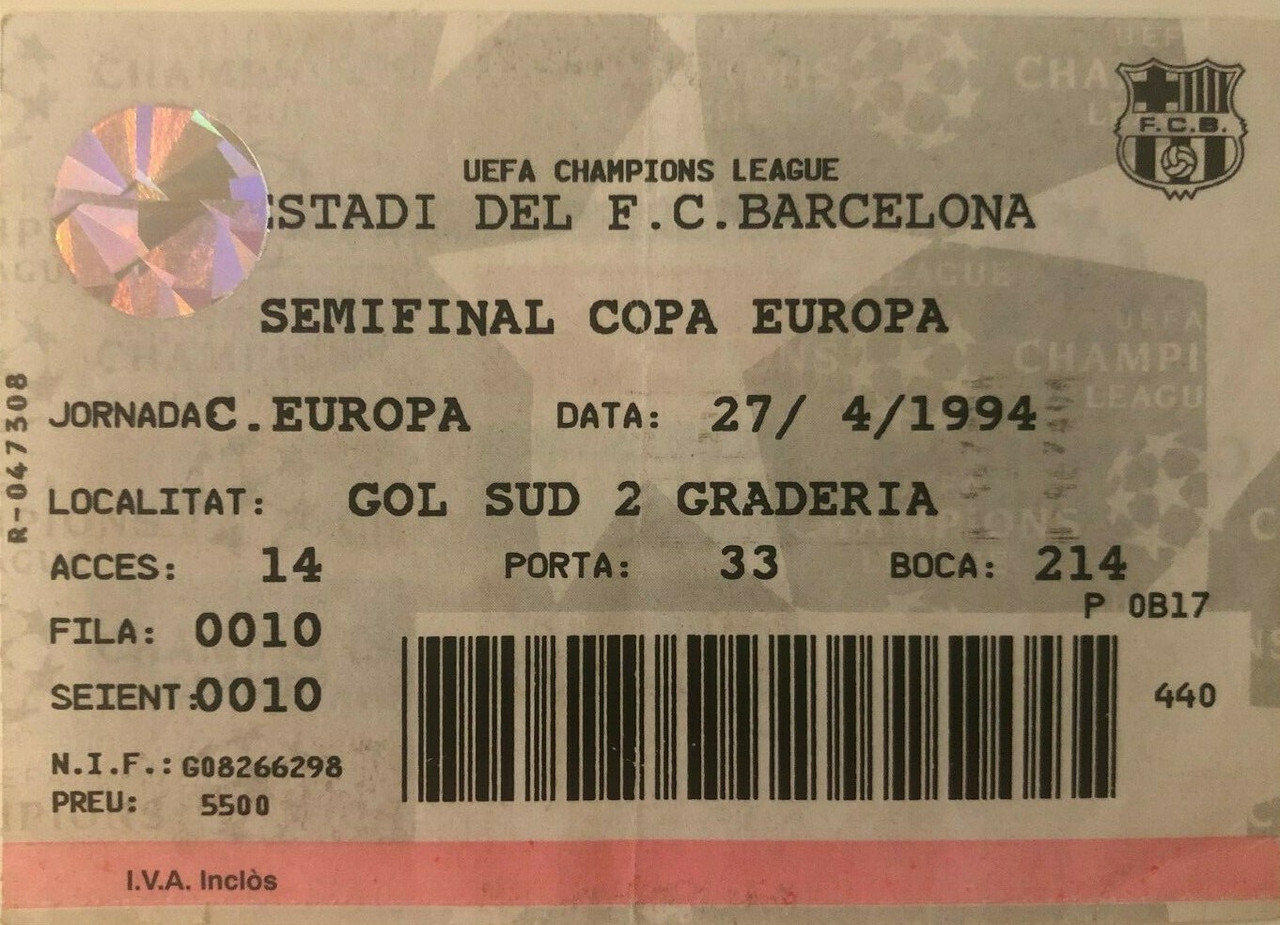 F.C.B.
UEFA CHAMPIONS LEAGUE
ESTADI DEL F.C.BARCELONA
SEMIFINAL COPA EUROPA
JORNADA C.EUROPA DATA: 27/ 4/1994
LOCALITAT: GOL SUD 2 GRADERIA
ACCES: 14 PORTA: 33 BOCA: 214
P 0B17
FILA: 0010
SEIENT:0010
440
N.I.F.: G08266298
PREU: 5500
I.V.A. Inclòs
R-047308